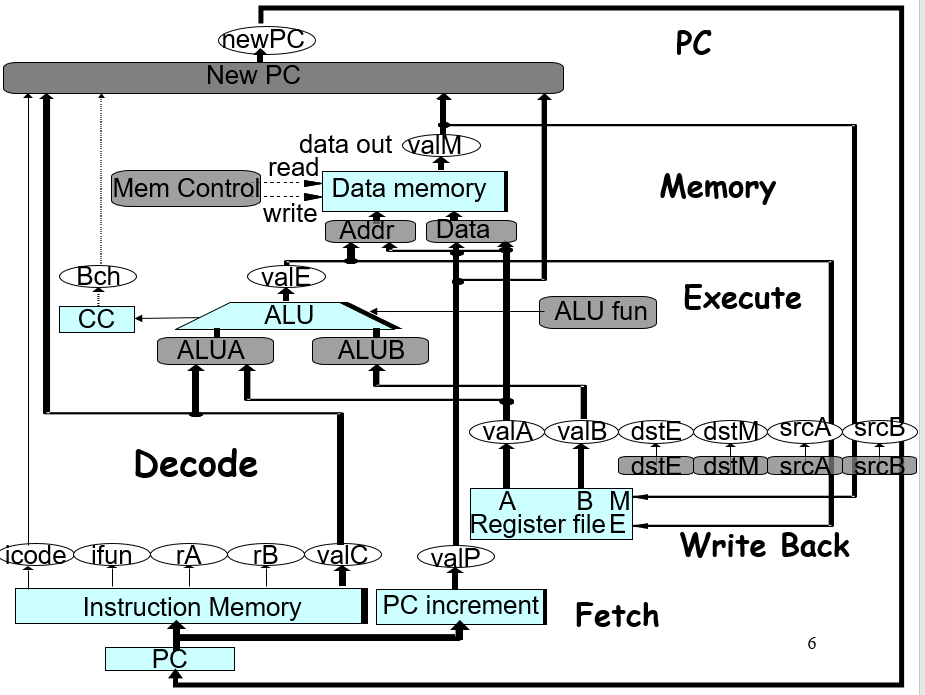 newPC
PC
New PC
data out
valM
read
Mem Control
Data memory
Memory
write
Addr
Data
Bch
valE
Execute
CC
ALU
ALU fun
ALUA
ALUB
valA
valB
dstE
dstM
srcA
srcB
Decode
dstE
dstM
srcA
srcB
A
B
M
Register file
E
Write Back
icode
ifun
rA
rB
valC
valP
Instruction Memory
PC increment
Fetch
PC
6